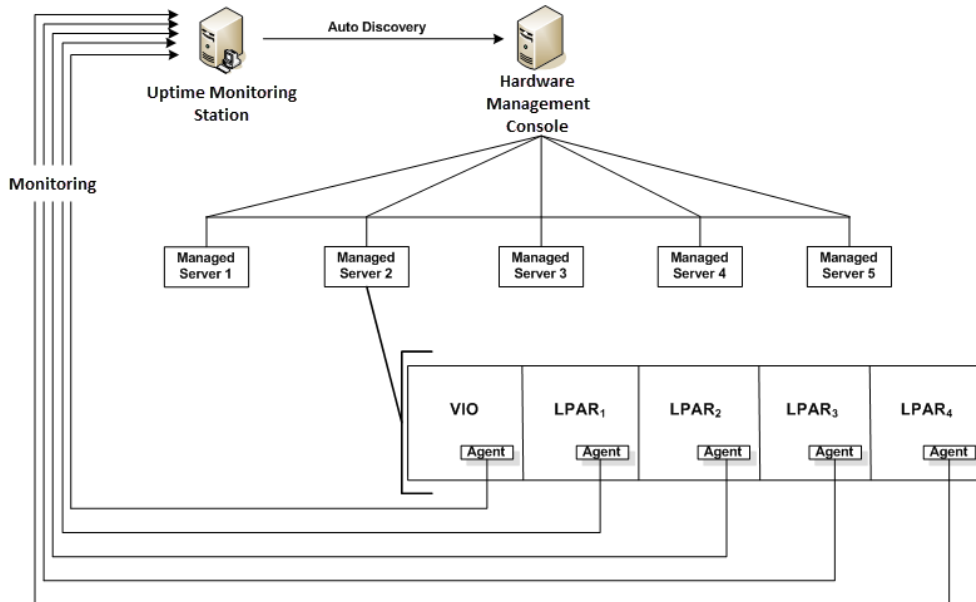 Auto Discovery
Uptime Monitoring
Station
Hardware
Management
Console
Monitoring
Managed
Server 1
Managed
Server 2
Managed
Server 3
Managed
Server 4
Managed
Server 5
VIO
LPAR₁
LPAR₂
LPAR₃
LPAR₄
Agent
Agent
Agent
Agent
Agent